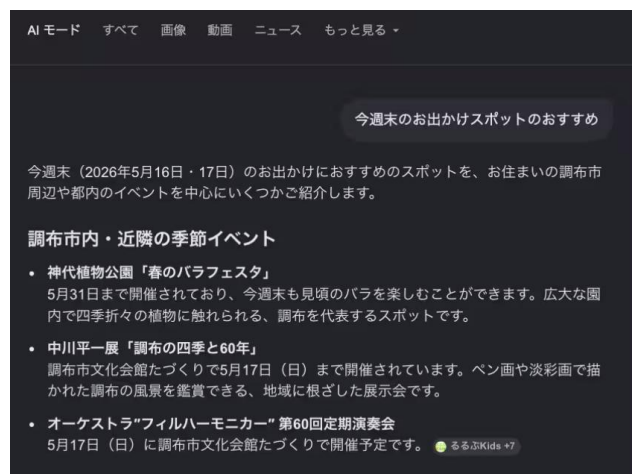 AI モード すべて 画像 動画 ニュース もっと見る
今週末のお出かけスポットのおすすめ
今週末（2026年5月16日・17日）のお出かけにおすすめのスポットを、お住まいの調布市
周辺や都内のイベントを中心にいくつかご紹介します。
調布市内・近隣の季節イベント
• 神代植物公園「春のバラフェスタ」
5月31日まで開催されており、今週末も見頃のバラを楽しむことができます。広大な園
内で四季折々の植物に触れられる、調布を代表するスポットです。
• 中川平一展「調布の四季と60年」
調布市文化会館たづくりで5月17日（日）まで開催されています。ペン画や淡彩画で描
かれた調布の風景を鑑賞できる、地域に根ざした展示会です。
• オーケストラ"フィルハーモニカー" 第60回定期演奏会
5月17日（日）に調布市文化会館たづくりで開催予定です。 るるぶKids +7